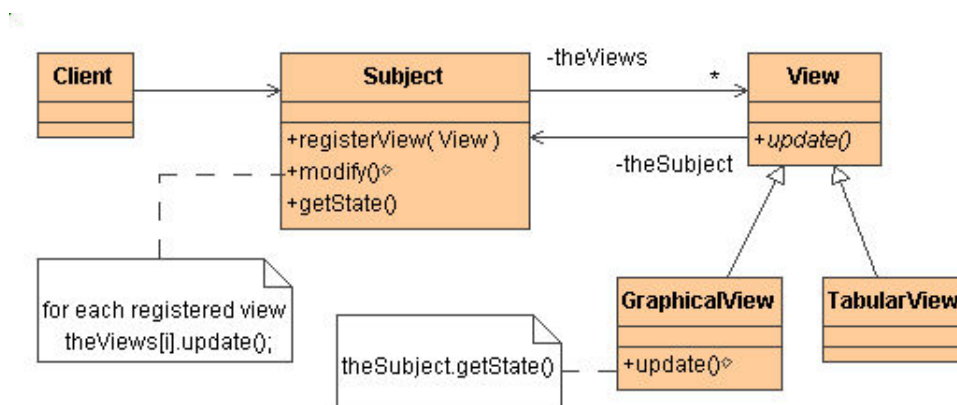 Client
Subject
-theViews
*
View
+registerView( View )
+modify()
+getState()
+update()
-theSubject
for each registered view
theViews[i].update();
theSubject.getState()
GraphicalView
+update()
TabularView